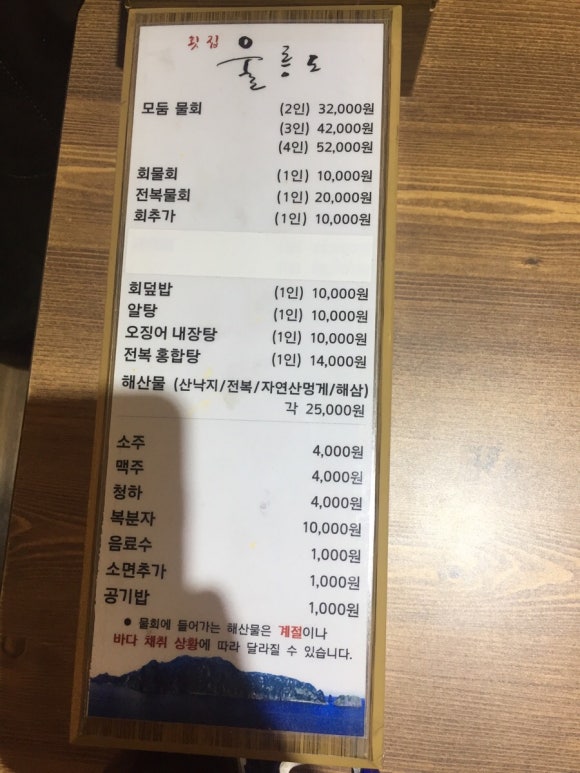 횟집 울릉도
모둠 물회 (2인) 32,000원
(3인) 42,000원
(4인) 52,000원
회물회 (1인) 10,000원
전복물회 (1인) 20,000원
회추가 (1인) 10,000원
회덮밥 (1인) 10,000원
알탕 (1인) 10,000원
오징어 내장탕 (1인) 10,000원
전복 홍합탕 (1인) 14,000원
해산물 (산낙지/전복/자연산멍게/해삼)
각 25,000원
소주 4,000원
맥주 4,000원
청하 4,000원
복분자 10,000원
음료수 1,000원
소면추가 1,000원
공기밥 1,000원
● 물회에 들어가는 해산물은 계절이나
바다 채취 상황에 따라 달라질 수 있습니다.